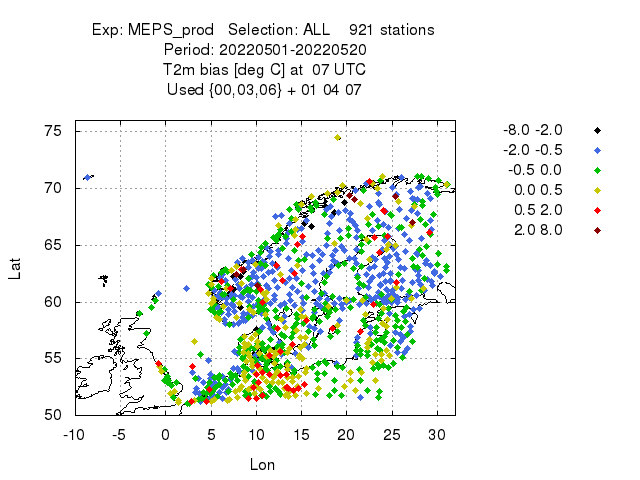 Exp: MEPS_prod   Selection: ALL    921 stations
Period: 20220501-20220520
T2m bias [deg C] at  07 UTC
Used {00,03,06} + 01 04 07
75
70
65
60
55
50
Lat
-10 -5 0 5 10 15 20 25 30
Lon
-8.0 -2.0
-2.0 -0.5
-0.5 0.0
0.0 0.5
0.5 2.0
2.0 8.0